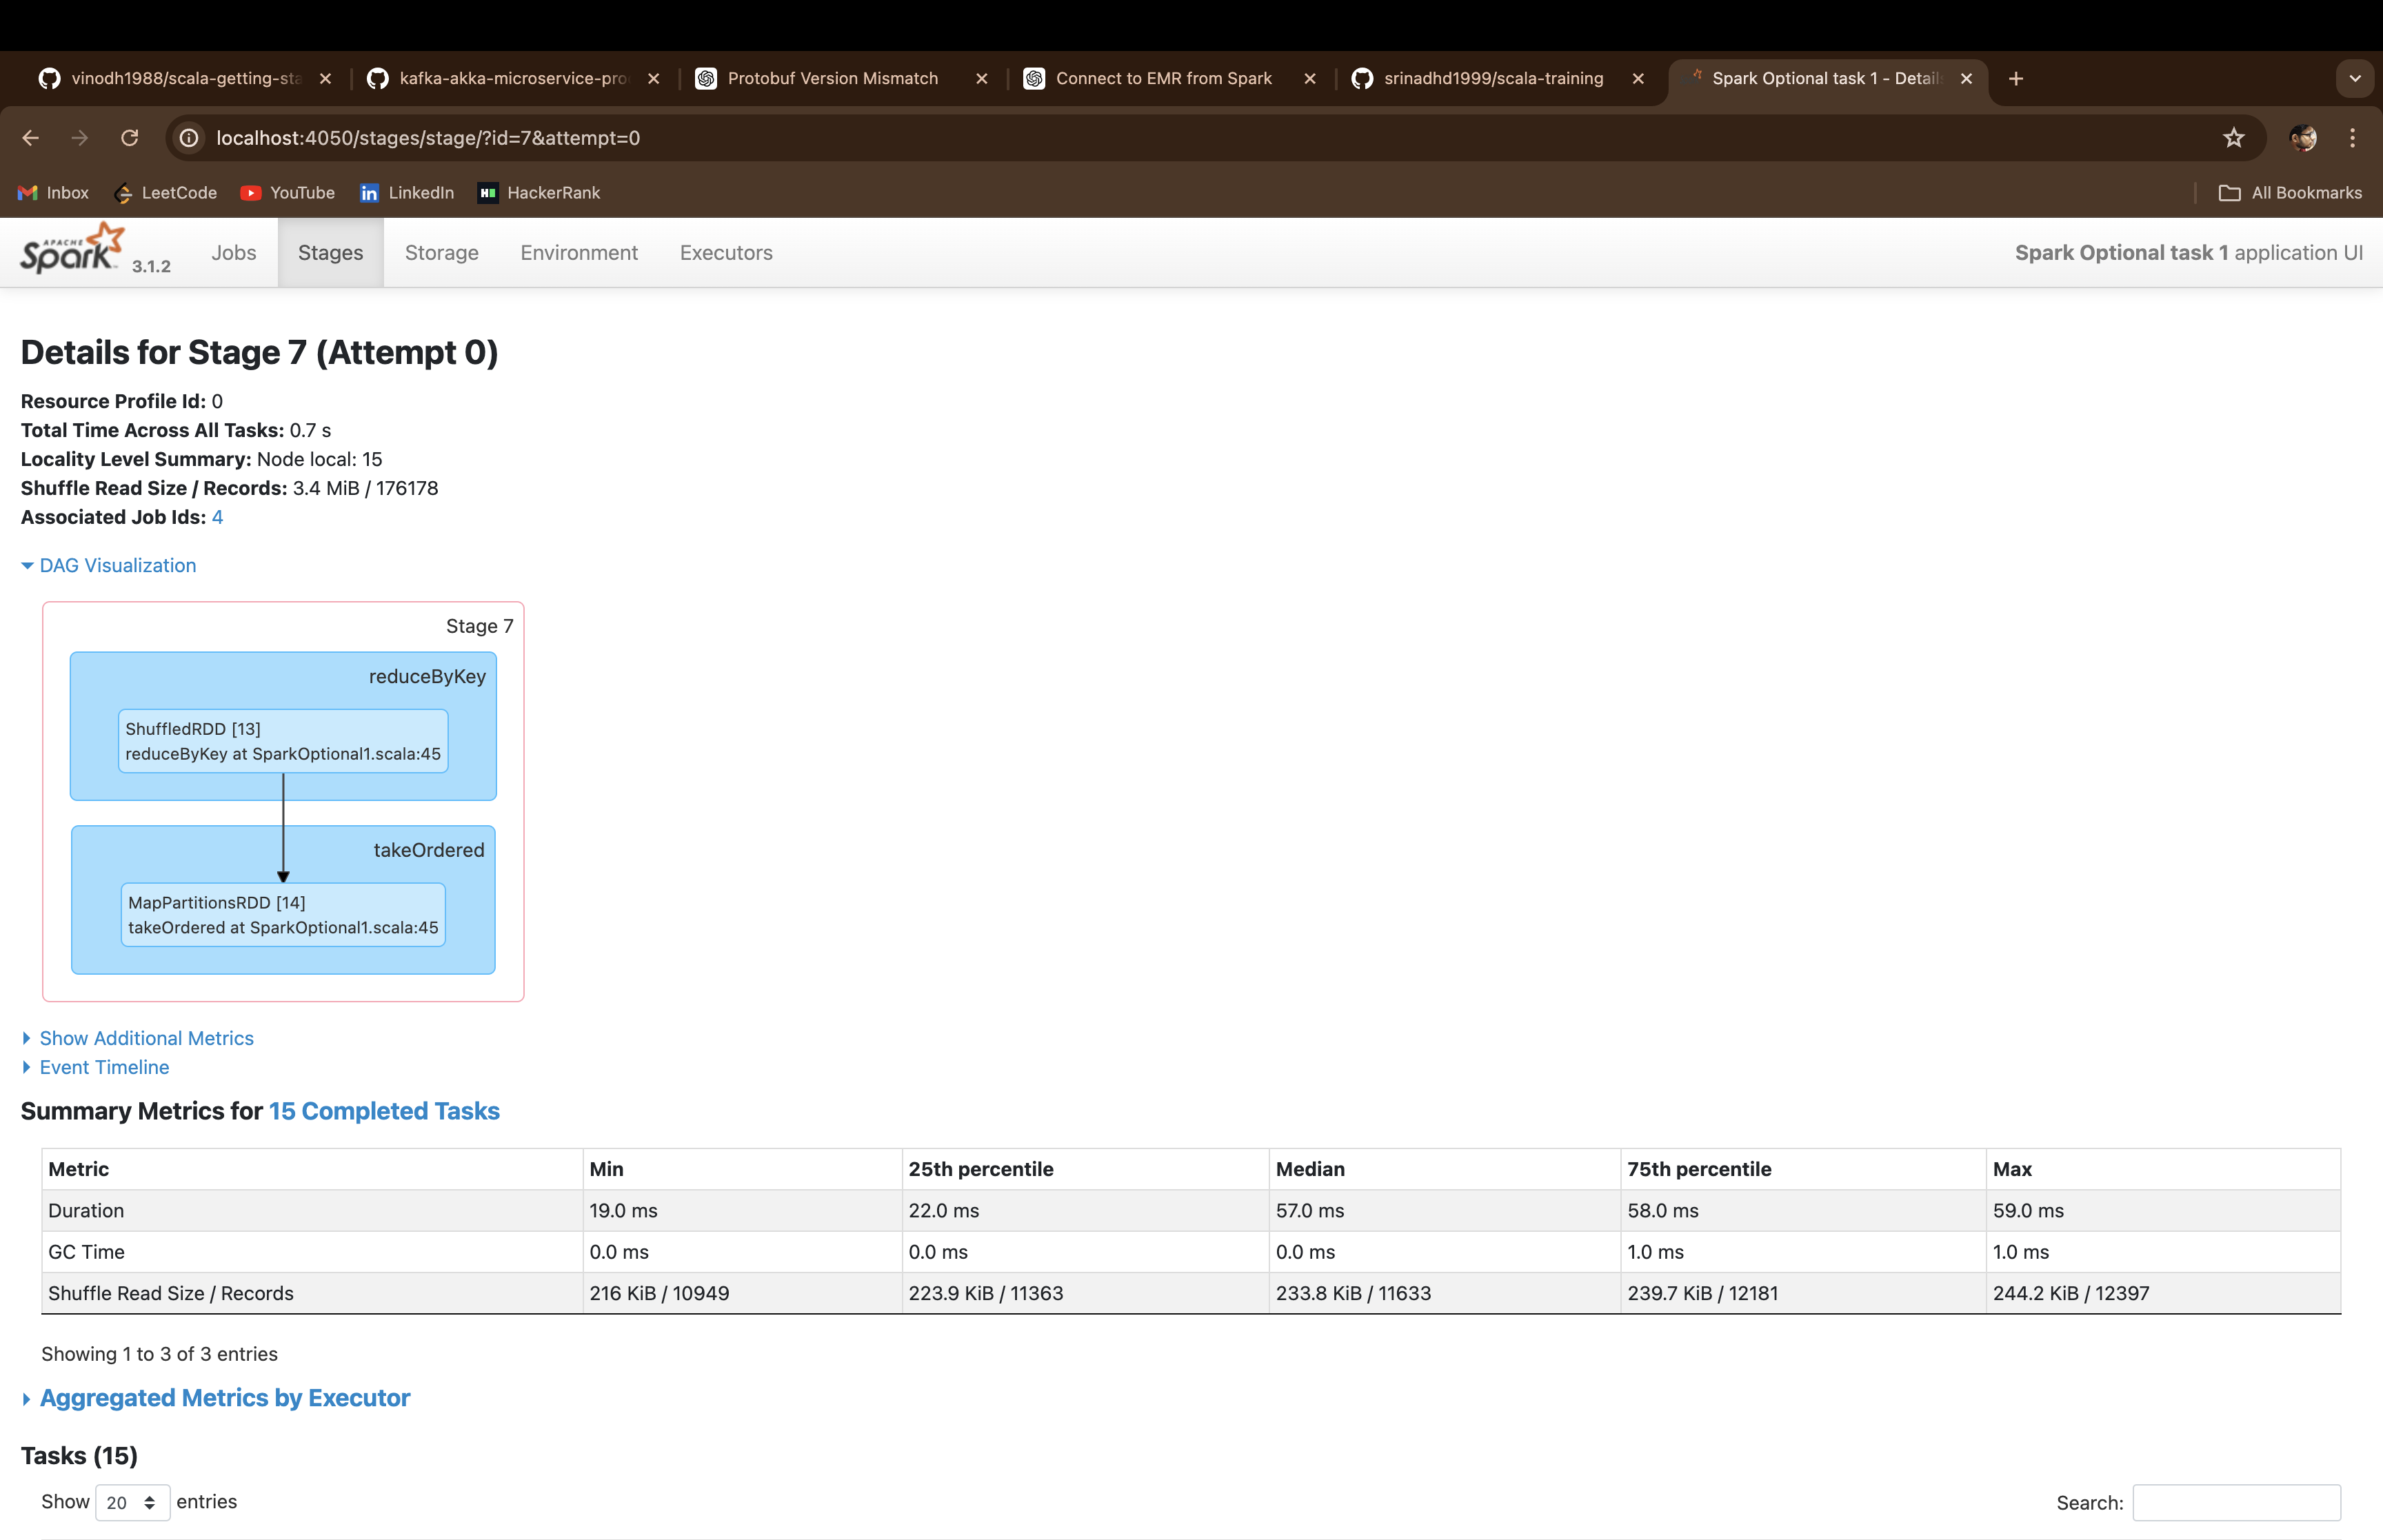 vinodh1988/scala-getting-sta
kafka-akka-microservice-pro
Protobuf Version Mismatch
Connect to EMR from Spark
srinadhd1999/scala-training
Spark Optional task 1 - Detail
localhost:4050/stages/stage/?id=7&attempt=0
Inbox
LeetCode
YouTube
LinkedIn
HackerRank
All Bookmarks
APACHE Spark 3.1.2
Jobs
Stages
Storage
Environment
Executors
Spark Optional task 1 application UI
Details for Stage 7 (Attempt 0)
Resource Profile Id: 0
Total Time Across All Tasks: 0.7 s
Locality Level Summary: Node local: 15
Shuffle Read Size / Records: 3.4 MiB / 176178
Associated Job Ids: 4
DAG Visualization
Stage 7
reduceByKey
ShuffledRDD [13]
reduceByKey at SparkOptional1.scala:45
takeOrdered
MapPartitionsRDD [14]
takeOrdered at SparkOptional1.scala:45
Show Additional Metrics
Event Timeline
Summary Metrics for 15 Completed Tasks
Metric Min 25th percentile Median 75th percentile Max
Duration 19.0 ms 22.0 ms 57.0 ms 58.0 ms 59.0 ms
GC Time 0.0 ms 0.0 ms 0.0 ms 1.0 ms 1.0 ms
Shuffle Read Size / Records 216 KiB / 10949 223.9 KiB / 11363 233.8 KiB / 11633 239.7 KiB / 12181 244.2 KiB / 12397
Showing 1 to 3 of 3 entries
Aggregated Metrics by Executor
Tasks (15)
Show 20 entries
Search: